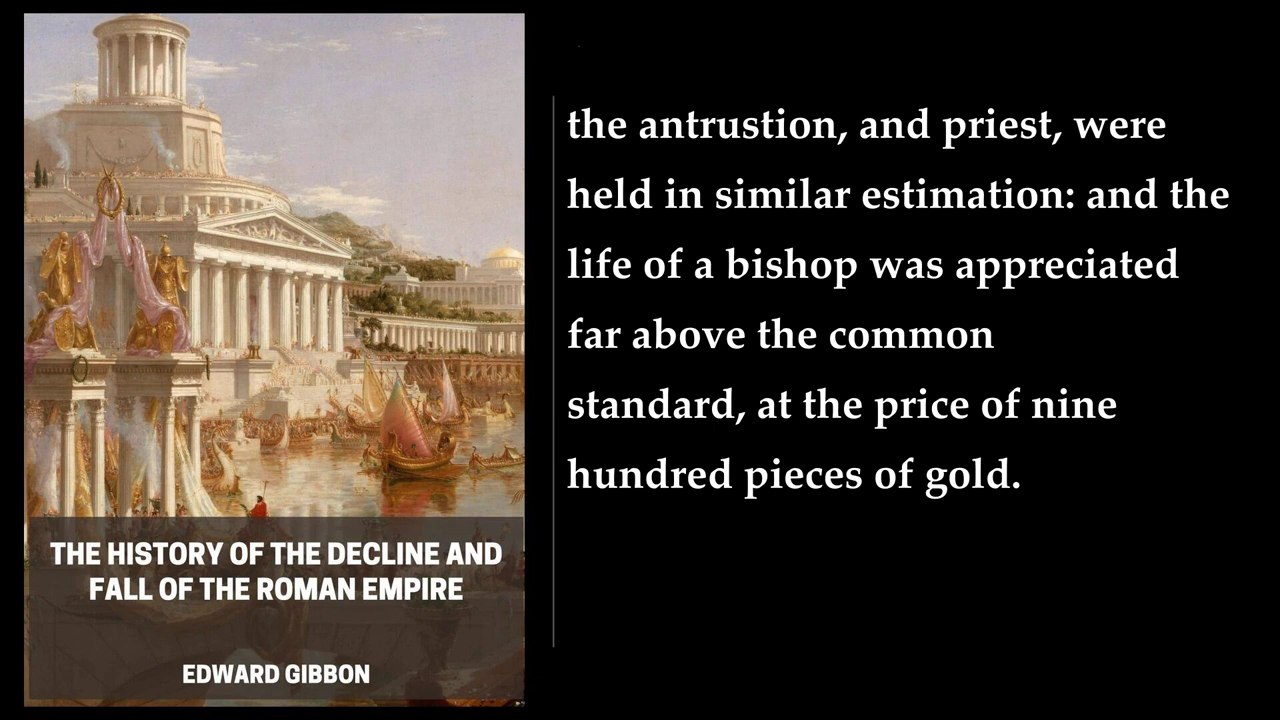 THE HISTORY OF THE DECLINE AND
FALL OF THE ROMAN EMPIRE
EDWARD GIBBON
the antrustion, and priest, were
held in similar estimation: and the
life of a bishop was appreciated
far above the common
standard, at the price of nine
hundred pieces of gold.